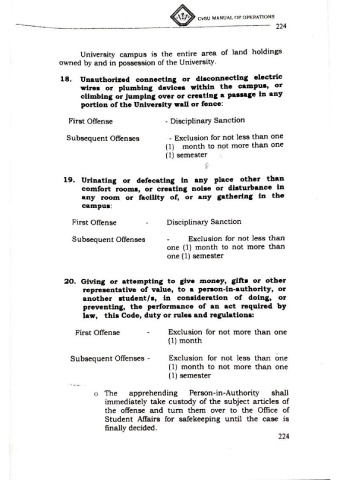 CvSU MANUAL OF OPERATIONS
224
University campus is the entire area of land holdings
owned by and in possession of the University.
18. Unauthorized connecting or disconnecting electric
wires or plumbing devices within the campus, or
climbing or jumping over or creating a passage in any
portion of the University wall or fence:
First Offense - Disciplinary Sanction
Subsequent Offenses - Exclusion for not less than one
(1) month to not more than one
(1) semester
19. Urinating or defecating in any place other than
comfort rooms, or creating noise or disturbance in
any room or facility of, or any gathering in the
campus:
First Offense - Disciplinary Sanction
Subsequent Offenses - Exclusion for not less than
one (1) month to not more than
one (1) semester
20. Giving or attempting to give money, gifts or other
representative of value, to a person-in-authority, or
another student/s, in consideration of doing, or
preventing, the performance of an act required by
law, this Code, duty or rules and regulations:
First Offense - Exclusion for not more than one
(1) month
Subsequent Offenses - Exclusion for not less than one
(1) month to not more than one
(1) semester
o The apprehending Person-in-Authority shall
immediately take custody of the subject articles of
the offense and turn them over to the Office of
Student Affairs for safekeeping until the case is
finally decided.
224